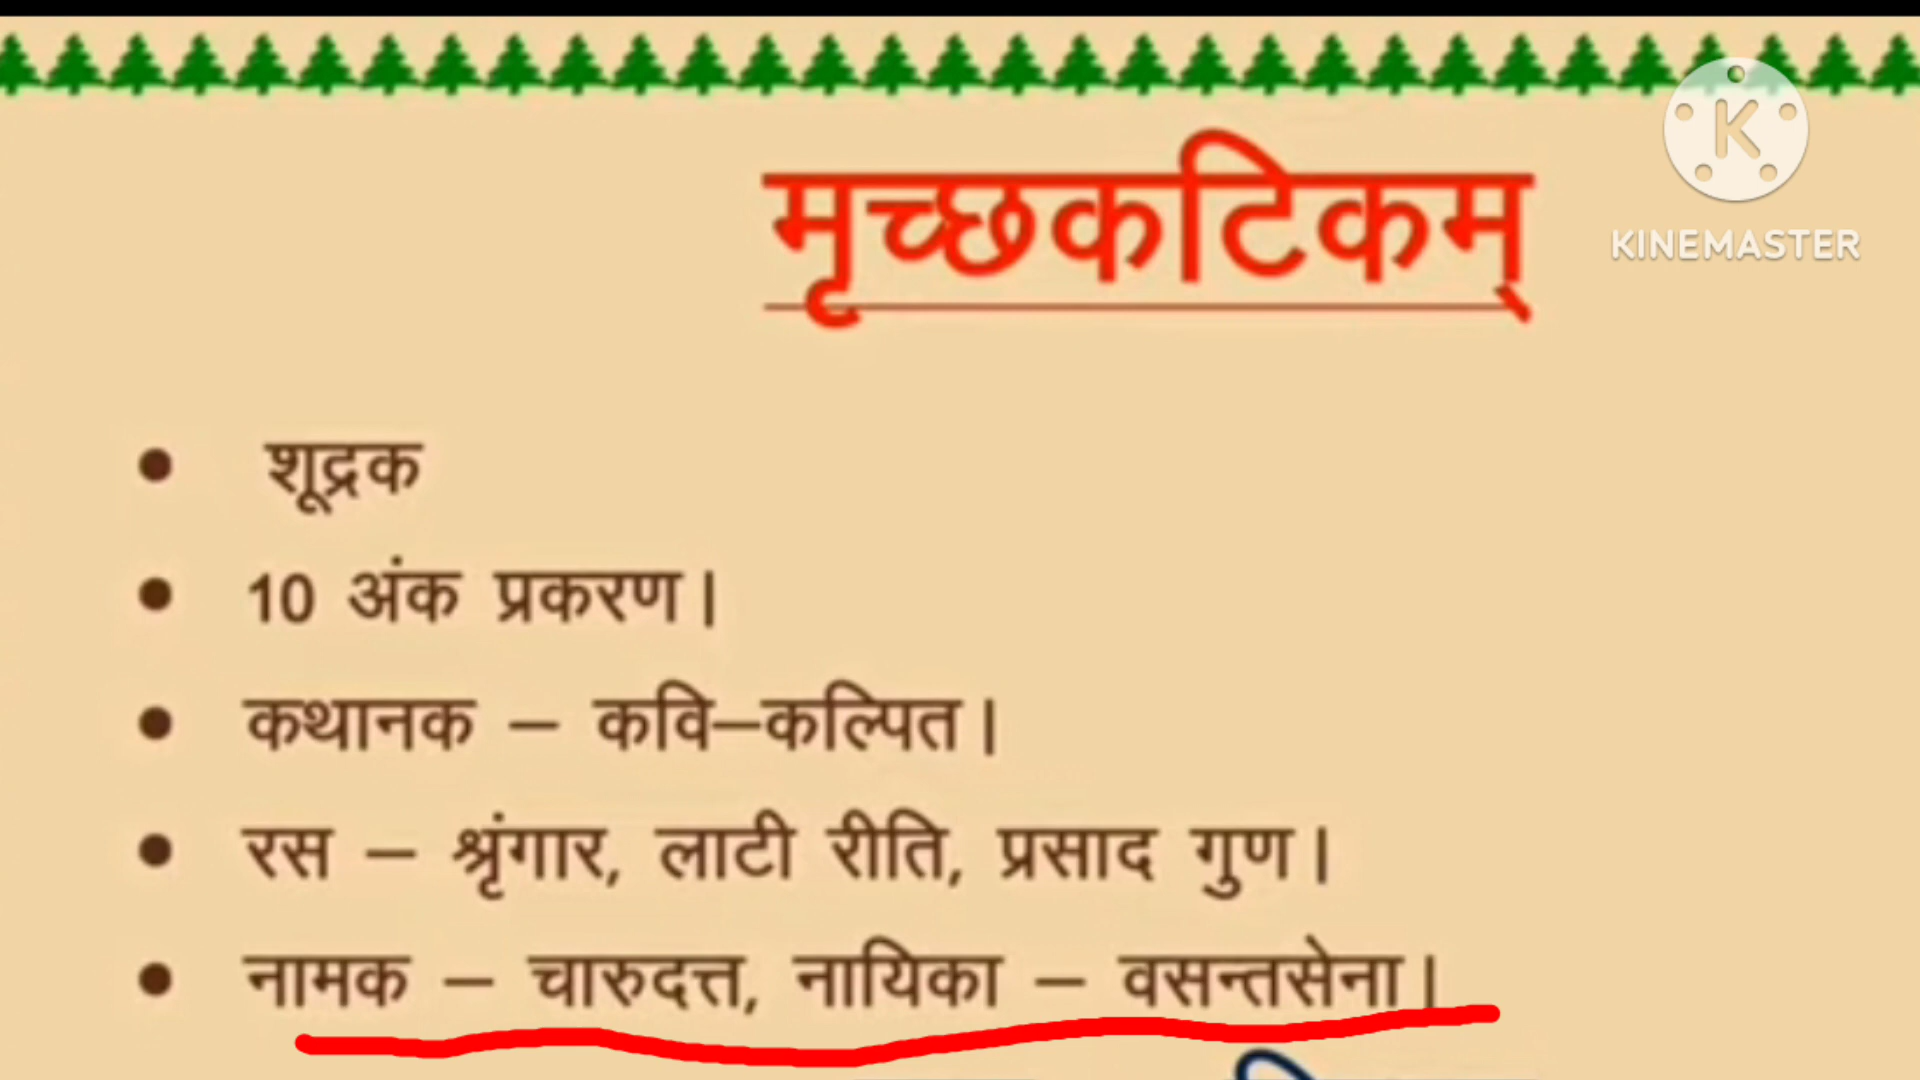 मृच्छकटिकम्
KINEMASTER
• शूद्रक
• 10 अंक प्रकरण।
• कथानक – कवि–कल्पित।
• रस – श्रृंगार, लाटी रीति, प्रसाद गुण।
• नामक – चारुदत्त, नायिका – वसन्तसेना।